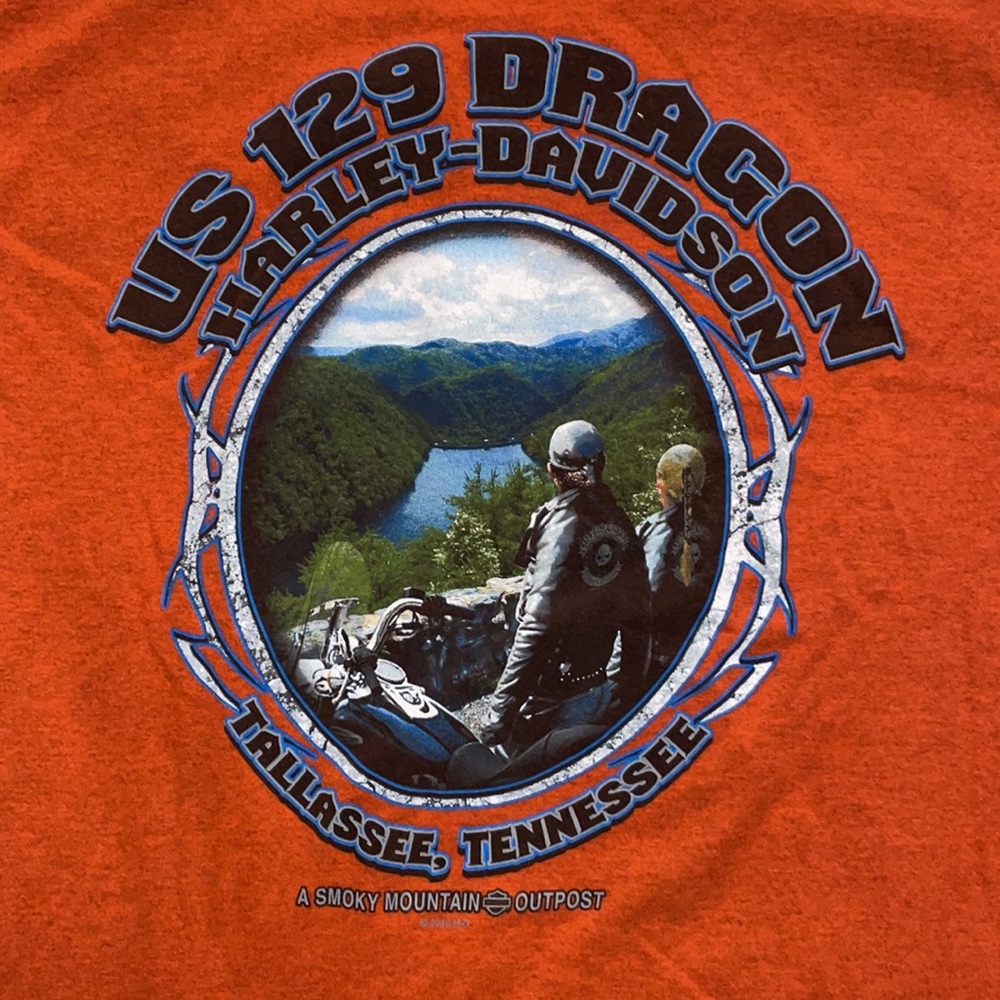 US 129 DRAGON
HARLEY-DAVIDSON
TALLASSEE, TENNESSEE
A SMOKY MOUNTAIN OUTPOST